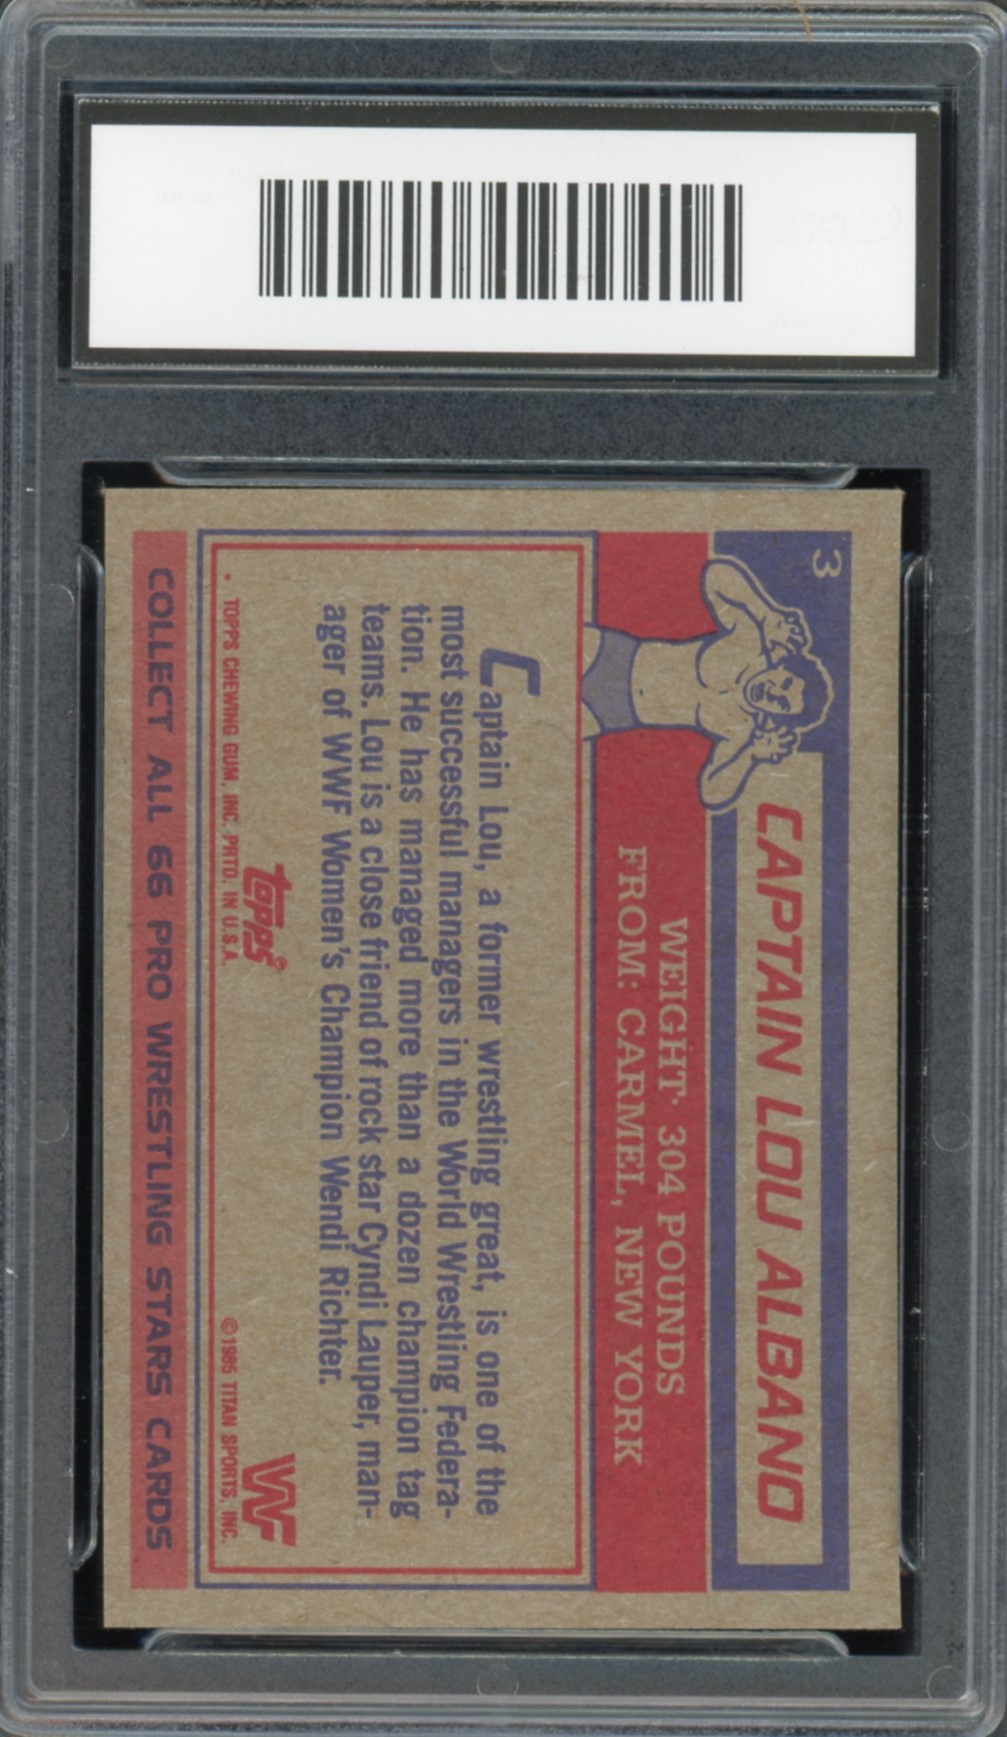 3
CAPTAIN LOU ALBANO
WEIGHT: 304 POUNDS
FROM: CARMEL, NEW YORK
Captain Lou, a former wrestling great, is one of the
most successful managers in the World Wrestling Federa-
tion. He has managed more than a dozen champion tag
teams. Lou is a close friend of rock star Cyndi Lauper, man-
ager of WWF Women's Champion Wendi Richter.
topps®
WF
* TOPPS CHEWING GUM, INC. PRTD. IN U.S.A.
©1985 TITAN SPORTS, INC.
COLLECT ALL 66 PRO WRESTLING STARS CARDS